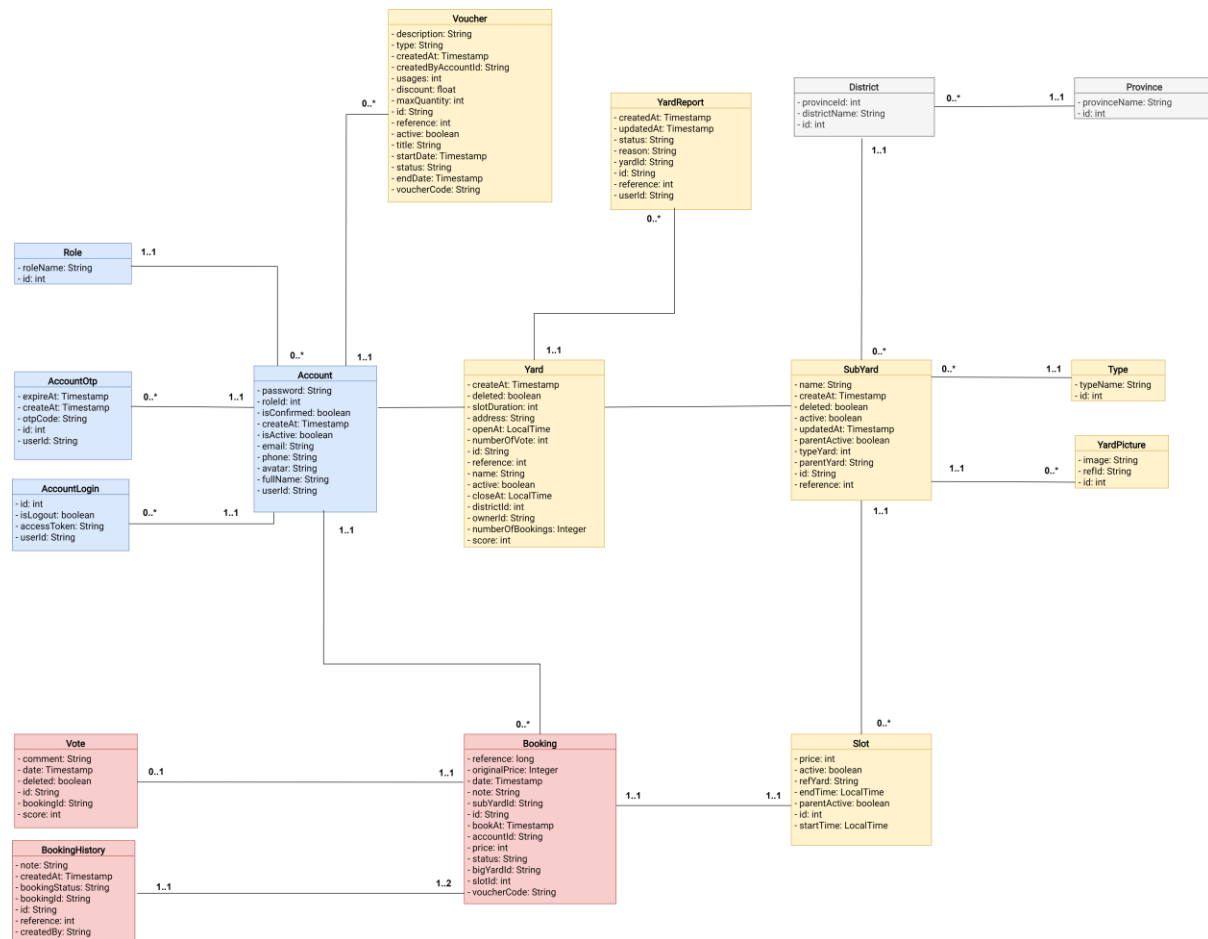 Voucher
- description: String
- type: String
- createdAt: Timestamp
- createdByAccountId: String
- usages: int
- discount: float
- maxQuantity: int
- id: String
- reference: int
- active: boolean
- title: String
- startDate: Timestamp
- status: String
- endDate: Timestamp
- voucherCode: String
0..*
1..1
YardReport
- createdAt: Timestamp
- updatedAt: Timestamp
- status: String
- reason: String
- yardId: String
- id: String
- reference: int
- userId: String
0..*
1..1
District
- provinceId: int
- districtName: String
- id: int
0..*
1..1
Province
- provinceName: String
- id: int
1..1
0..*
Role
- roleName: String
- id: int
1..1
0..*
AccountOtp
- expireAt: Timestamp
- createAt: Timestamp
- otpCode: String
- id: int
- userId: String
0..*
1..1
AccountLogin
- id: int
- isLogout: boolean
- accessToken: String
- userId: String
0..*
1..1
Account
- password: String
- roleId: int
- isConfirmed: boolean
- createAt: Timestamp
- isActive: boolean
- email: String
- phone: String
- avatar: String
- fullName: String
- userId: String
1..1
0..*
Yard
- createAt: Timestamp
- deleted: boolean
- slotDuration: int
- address: String
- openAt: LocalTime
- numberOfVote: int
- id: String
- reference: int
- name: String
- active: boolean
- closeAt: LocalTime
- districtId: int
- ownerId: String
- numberOfBookings: Integer
- score: int
SubYard
- name: String
- createAt: Timestamp
- deleted: boolean
- active: boolean
- updatedAt: Timestamp
- parentActive: boolean
- typeYard: int
- parentYard: String
- id: String
- reference: int
0..*
1..1
Type
- typeName: String
- id: int
1..1
0..*
YardPicture
- image: String
- refId: String
- id: int
1..1
0..*
Vote
- comment: String
- date: Timestamp
- deleted: boolean
- id: String
- bookingId: String
- score: int
0..1
1..1
BookingHistory
- note: String
- createdAt: Timestamp
- bookingStatus: String
- bookingId: String
- id: String
- reference: int
- createdBy: String
1..1
1..2
Booking
- reference: long
- originalPrice: Integer
- date: Timestamp
- note: String
- subYardId: String
- id: String
- bookAt: Timestamp
- accountId: String
- price: int
- status: String
- bigYardId: String
- slotId: int
- voucherCode: String
1..1
1..1
Slot
- price: int
- active: boolean
- refYard: String
- endTime: LocalTime
- parentActive: boolean
- id: int
- startTime: LocalTime